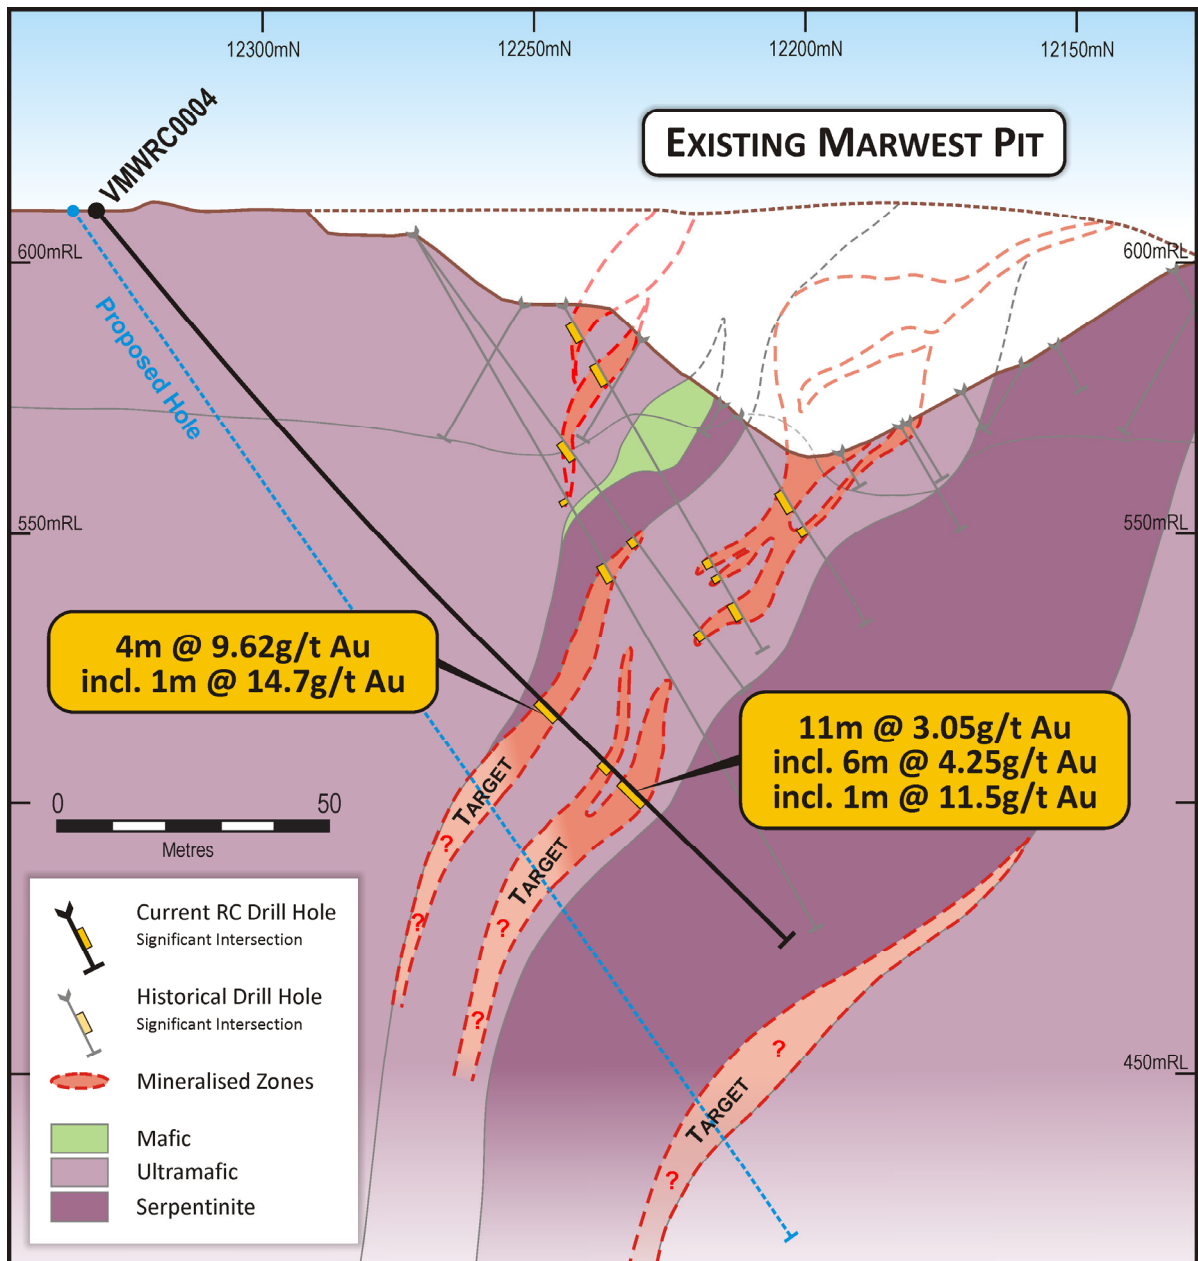 12300mN
12250mN
12200mN
12150mN
VMWRC0004
EXISTING MARWEST PIT
600mRL
600mRL
Proposed Hole
550mRL
550mRL
4m @ 9.62g/t Au
incl. 1m @ 14.7g/t Au
11m @ 3.05g/t Au
incl. 6m @ 4.25g/t Au
incl. 1m @ 11.5g/t Au
TARGET
?
?
TARGET
?
?
0 50
Metres
Current RC Drill Hole
Significant Intersection
Historical Drill Hole
Significant Intersection
Mineralised Zones
Mafic
Ultramafic
Serpentinite
450mRL
?
TARGET
?